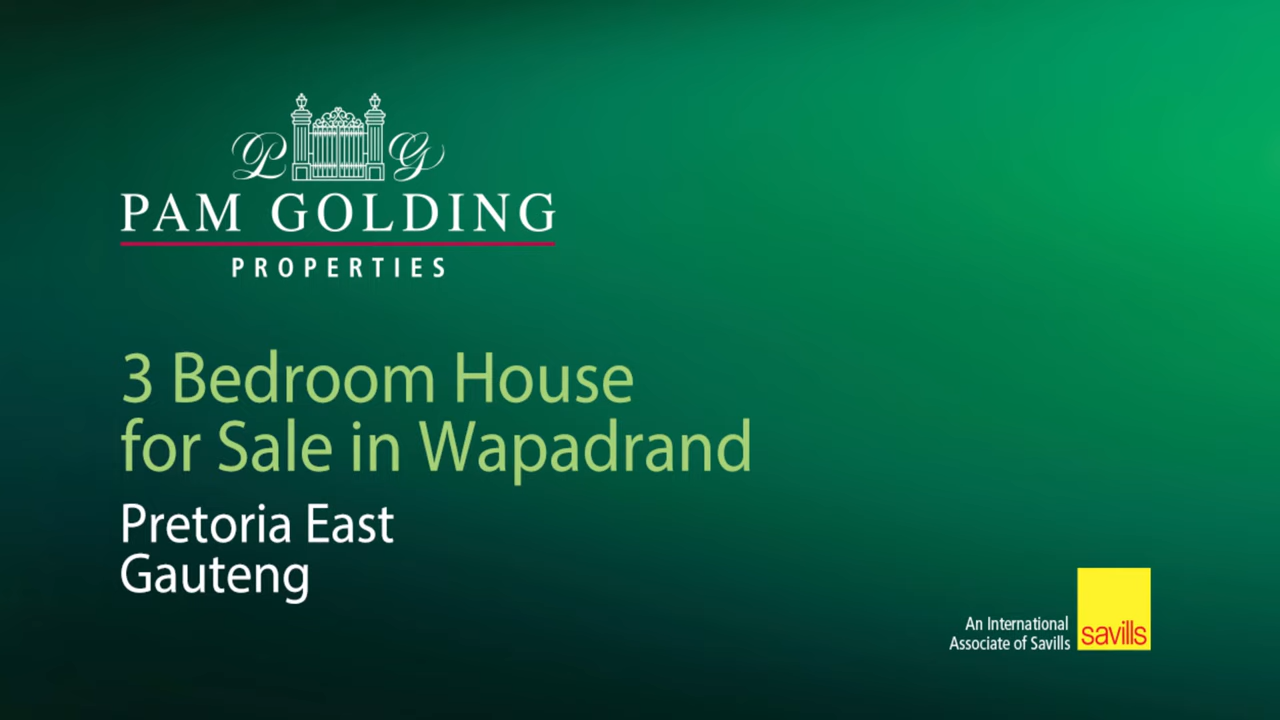 P G
PAM GOLDING
PROPERTIES
3 Bedroom House
for Sale in Wapadrand
Pretoria East
Gauteng
An International
Associate of Savills
savills